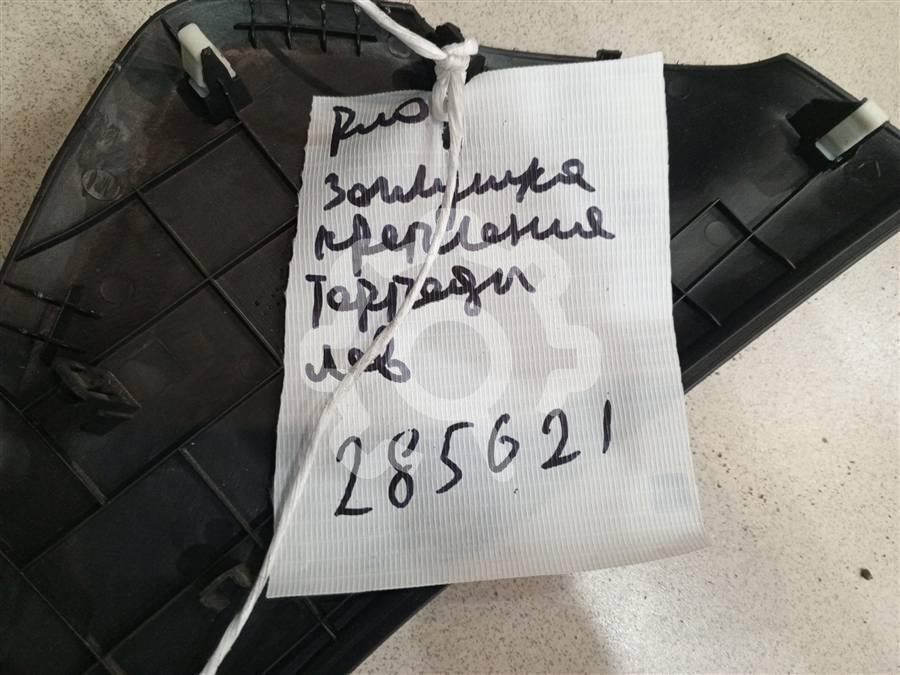 Рио
Заглушка
крепления
Торпеды
лев
285621